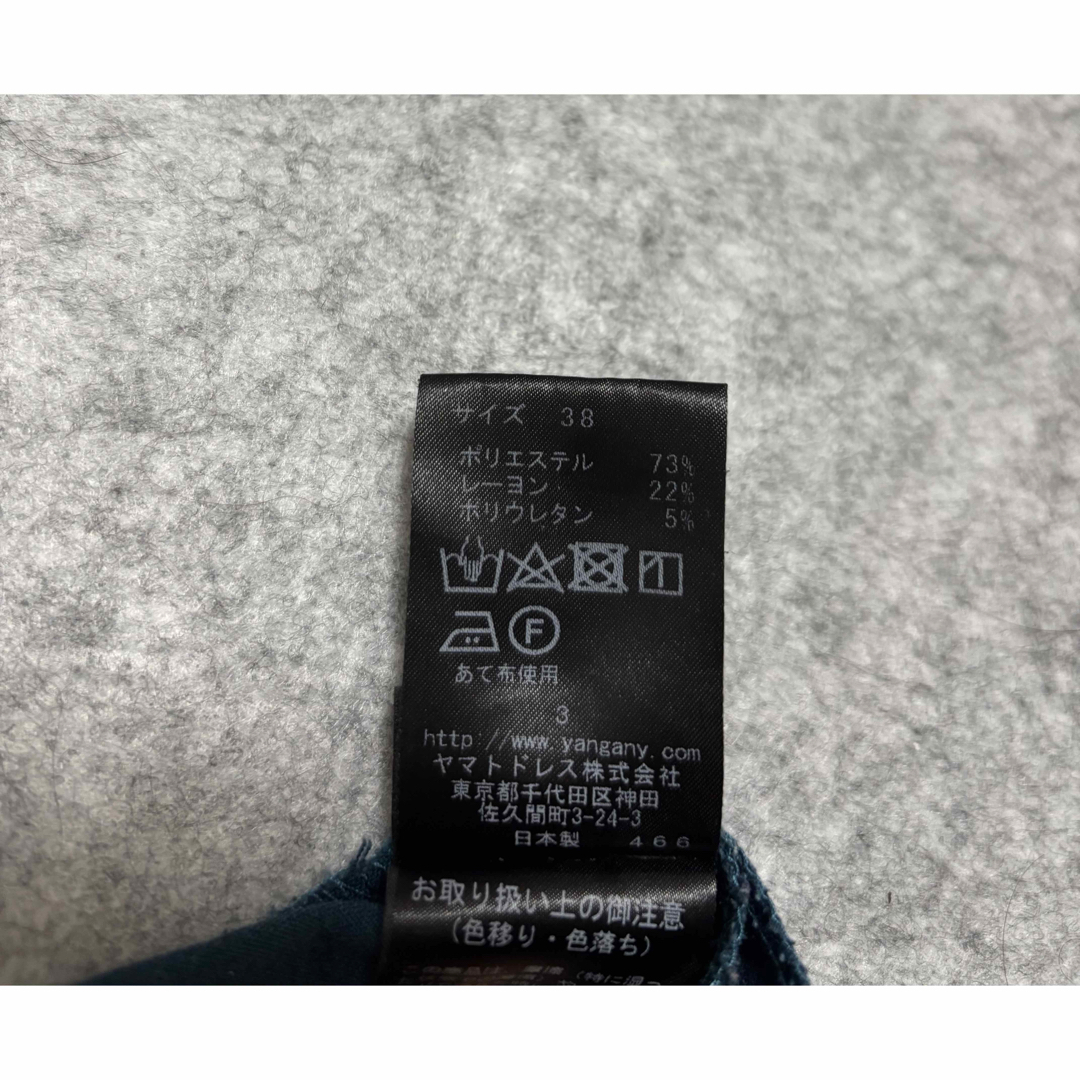 サイズ 38
ポリエステル 73%
レーヨン 22%
ポリウレタン 5%
F
あて布使用
3
http://www.yangany.com
ヤマトドレス株式会社
東京都千代田区神田
佐久間町3-24-3
日本製 466
お取り扱い上の御注意
(色移り・色落ち)